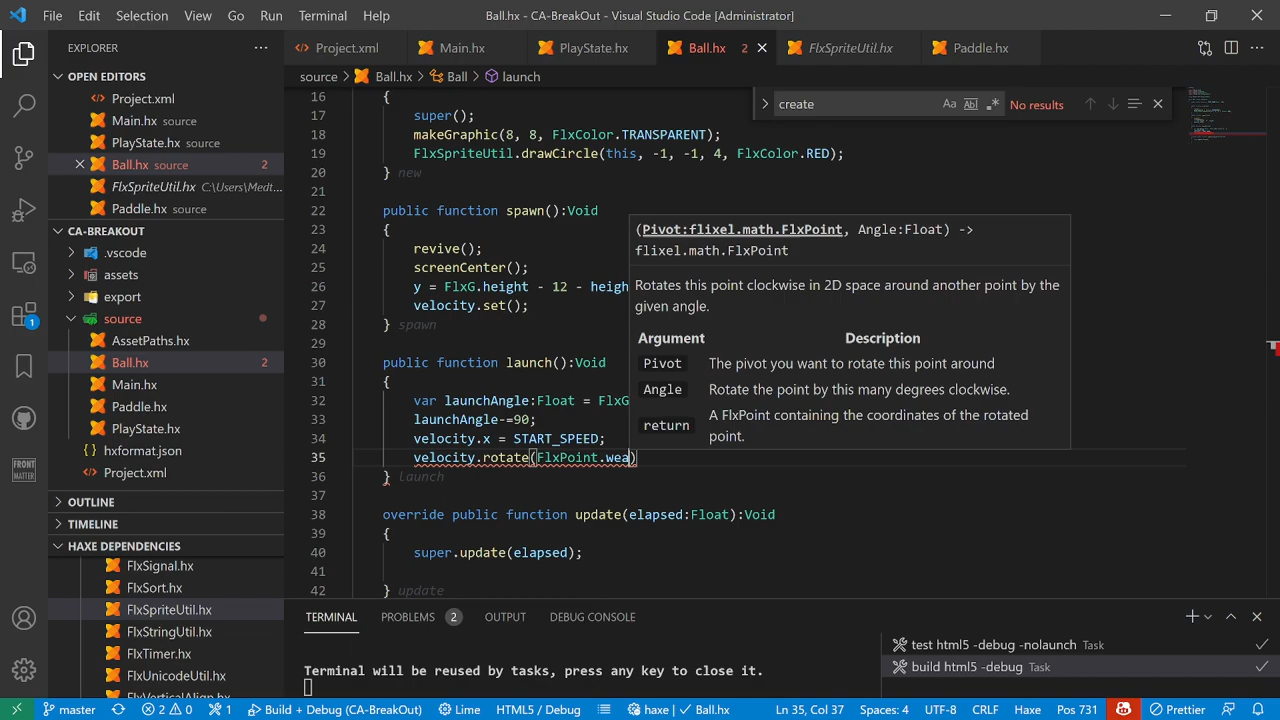 File Edit Selection View Go Run Terminal Help
Ball.hx - CA-BreakOut - Visual Studio Code [Administrator]
EXPLORER
OPEN EDITORS
Project.xml
Main.hx source
PlayState.hx source
Ball.hx source 2
FlxSpriteUtil.hx C:\Users\Medt...
Paddle.hx source
CA-BREAKOUT
.vscode
assets
export
source
AssetPaths.hx
Ball.hx 2
Main.hx
Paddle.hx
PlayState.hx
hxformat.json
Project.xml
OUTLINE
TIMELINE
HAXE DEPENDENCIES
FlxSignal.hx
FlxSort.hx
FlxSpriteUtil.hx
FlxStringUtil.hx
FlxTimer.hx
FlxUnicodeUtil.hx
FlxVerticalAlign.hx
1
FRONT MATTER
Project.xml Main.hx PlayState.hx Ball.hx 2 FlxSpriteUtil.hx Paddle.hx
source > Ball.hx > Ball > launch
create Aa Ab No results
16 {
17 super();
18 makeGraphic(8, 8, FlxColor.TRANSPARENT);
19 FlxSpriteUtil.drawCircle(this, -1, -1, 4, FlxColor.RED);
20 } new
21
22 public function spawn():Void
23 {
24 revive();
25 screenCenter();
26 y = FlxG.height - 12 - heigh
27 velocity.set();
28 } spawn
29
30 public function launch():Void
31 {
32 var launchAngle:Float = FlxG
33 launchAngle-=90;
34 velocity.x = START_SPEED;
35 velocity.rotate(FlxPoint.wea)
36 } launch
37
38 override public function update(elapsed:Float):Void
39 {
40 super.update(elapsed);
41
42 } update
(Pivot:flixel.math.FlxPoint, Angle:Float) ->
flixel.math.FlxPoint
Rotates this point clockwise in 2D space around another point by the
given angle.
Argument Description
Pivot The pivot you want to rotate this point around
Angle Rotate the point by this many degrees clockwise.
return A FlxPoint containing the coordinates of the rotated
point.
TERMINAL PROBLEMS 2 OUTPUT DEBUG CONSOLE
Terminal will be reused by tasks, press any key to close it.
test html5 -debug -nolaunch Task
build html5 -debug Task
master 2 0 1 Build + Debug (CA-BreakOut) Lime HTML5 / Debug haxe | Ball.hx Ln 35, Col 37 Spaces: 4 UTF-8 CRLF Haxe Pos 731 Prettier